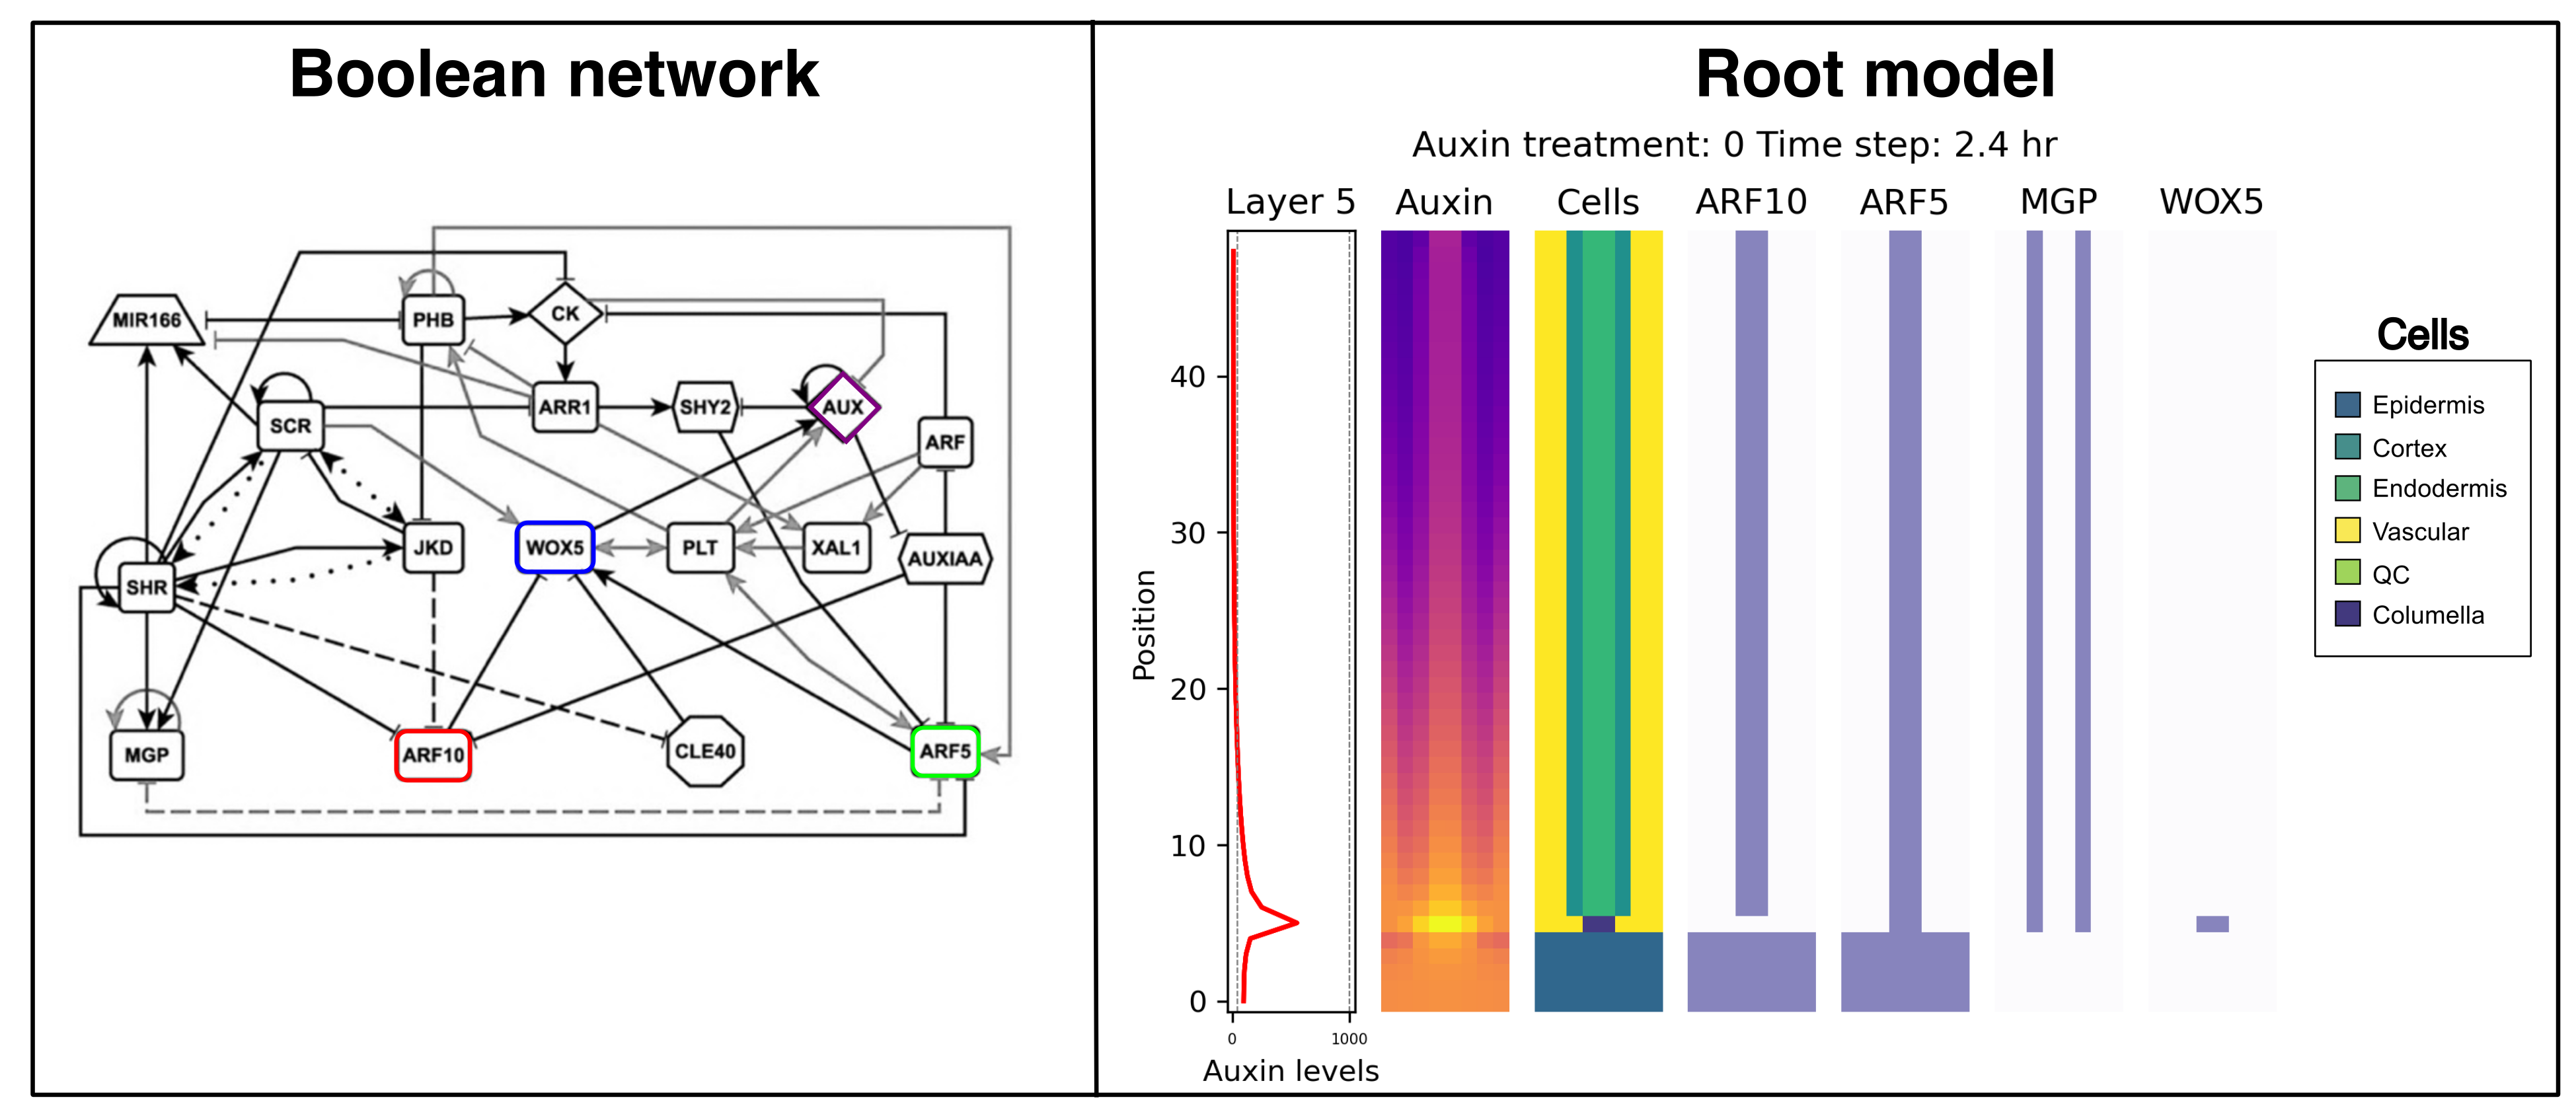 Boolean network
MIR166
PHB
CK
SCR
ARR1
SHY2
AUX
ARF
JKD
WOX5
PLT
XAL1
AUXIAA
SHR
MGP
ARF10
CLE40
ARF5
Root model
Auxin treatment: 0 Time step: 2.4 hr
Layer 5 Auxin Cells ARF10 ARF5 MGP WOX5
Position
40
30
20
10
0
0 1000
Auxin levels
Cells
Epidermis
Cortex
Endodermis
Vascular
QC
Columella